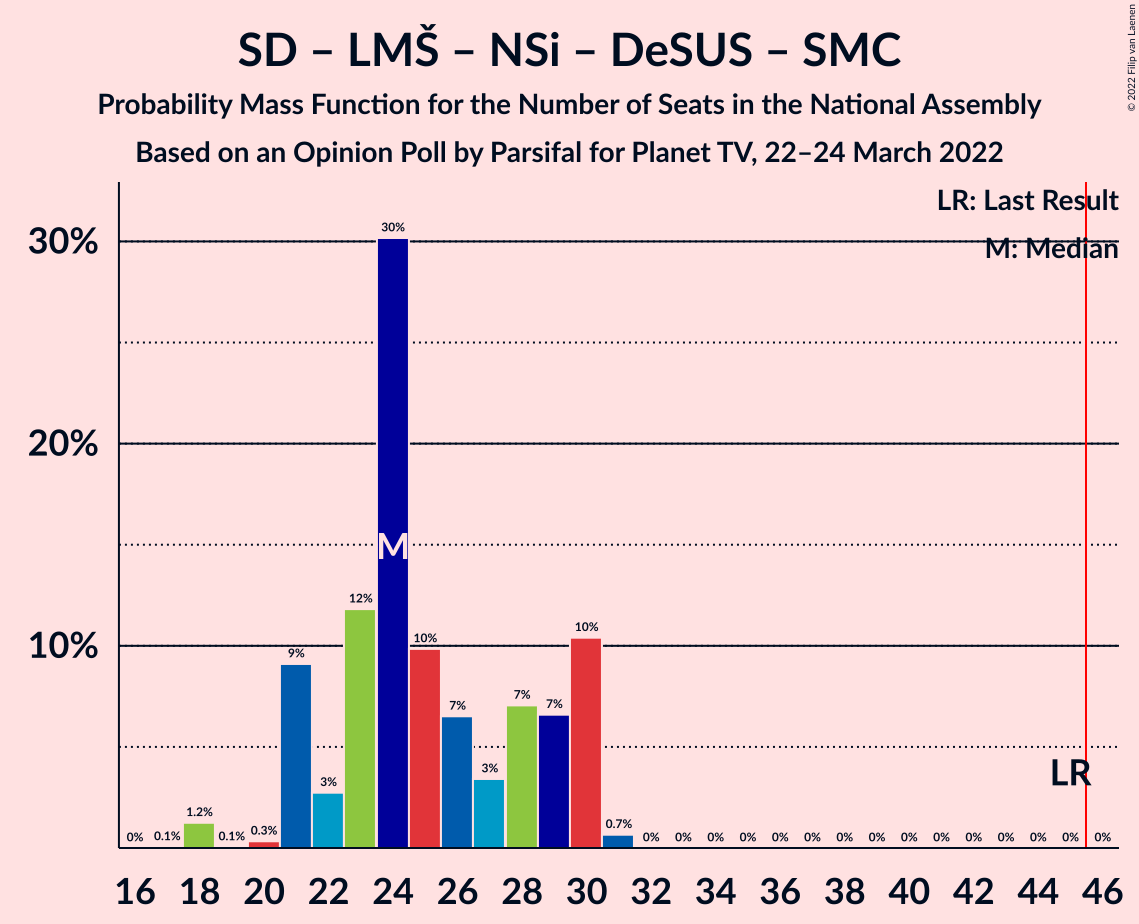 SD – LMŠ – NSi – DeSUS – SMC
Probability Mass Function for the Number of Seats in the National Assembly
Based on an Opinion Poll by Parsifal for Planet TV, 22–24 March 2022
© 2022 Filip van Laenen
LR: Last Result
M: Median
30%
20%
10%
0% 0.1% 1.2% 0.1% 0.3% 9% 3% 12% 30% 10% 7% 3% 7% 7% 10% 0.7% 0% 0% 0% 0% 0% 0% 0% 0% 0% 0% 0% 0% 0% 0% 0%
M
LR
16 18 20 22 24 26 28 30 32 34 36 38 40 42 44 46